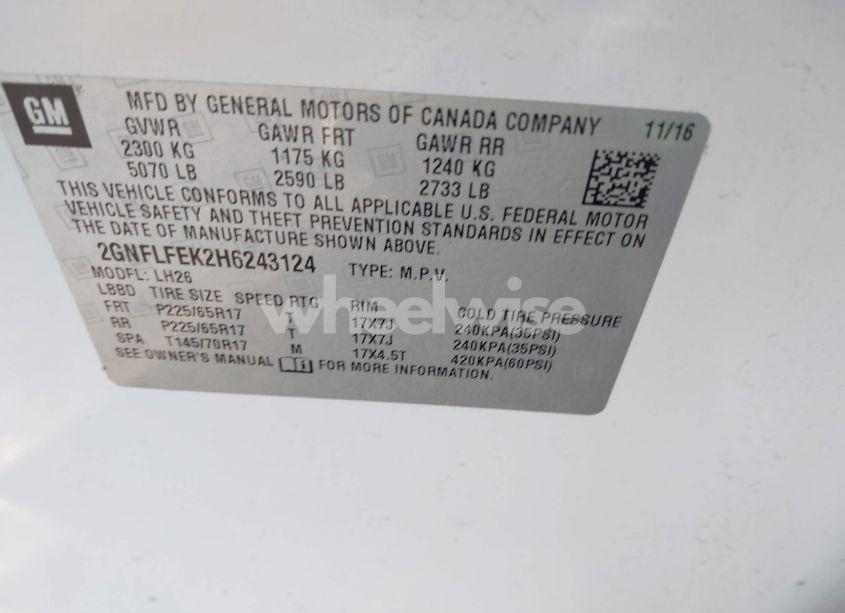 GM
MFD BY GENERAL MOTORS OF CANADA COMPANY 11/16
GVWR GAWR FRT GAWR RR
2300 KG 1175 KG 1240 KG
5070 LB 2590 LB 2733 LB
THIS VEHICLE CONFORMS TO ALL APPLICABLE U.S. FEDERAL MOTOR
VEHICLE SAFETY AND THEFT PREVENTION STANDARDS IN EFFECT ON
THE DATE OF MANUFACTURE SHOWN ABOVE.
2GNFLFEK2H6243124 TYPE: M.P.V.
MODEL: LH26
LBBD TIRE SIZE SPEED RTG RIM COLD TIRE PRESSURE
FRT P225/65R17 T 17X7J 240KPA(35PSI)
RR P225/65R17 T 17X7J 240KPA(35PSI)
SPA T145/70R17 M 17X4.5T 420KPA(60PSI)
SEE OWNER'S MANUAL FOR MORE INFORMATION.
wheelwise